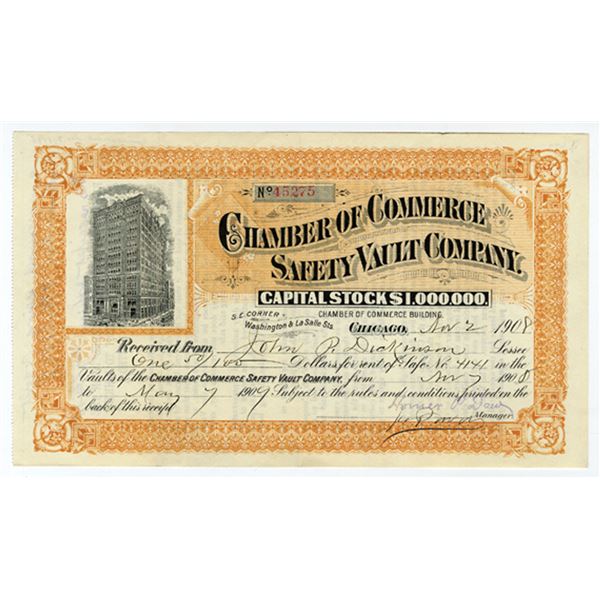 Nº 45275
CHAMBER OF COMMERCE
SAFETY VAULT COMPANY.
CAPITAL STOCK $1,000,000.
S.E. CORNER CHAMBER OF COMMERCE BUILDING.
Washington & La Salle Sts.
CHICAGO, Nov 2 1908
Received from John R. Dickinson Lessee
One 50/100 Dollars for rent of Safe No. 4141 in the
Vaults of the CHAMBER OF COMMERCE SAFETY VAULT COMPANY, from Nov 7 1908
to May 7 1909 Subject to the rules and conditions printed on the
back of this receipt
Manager.